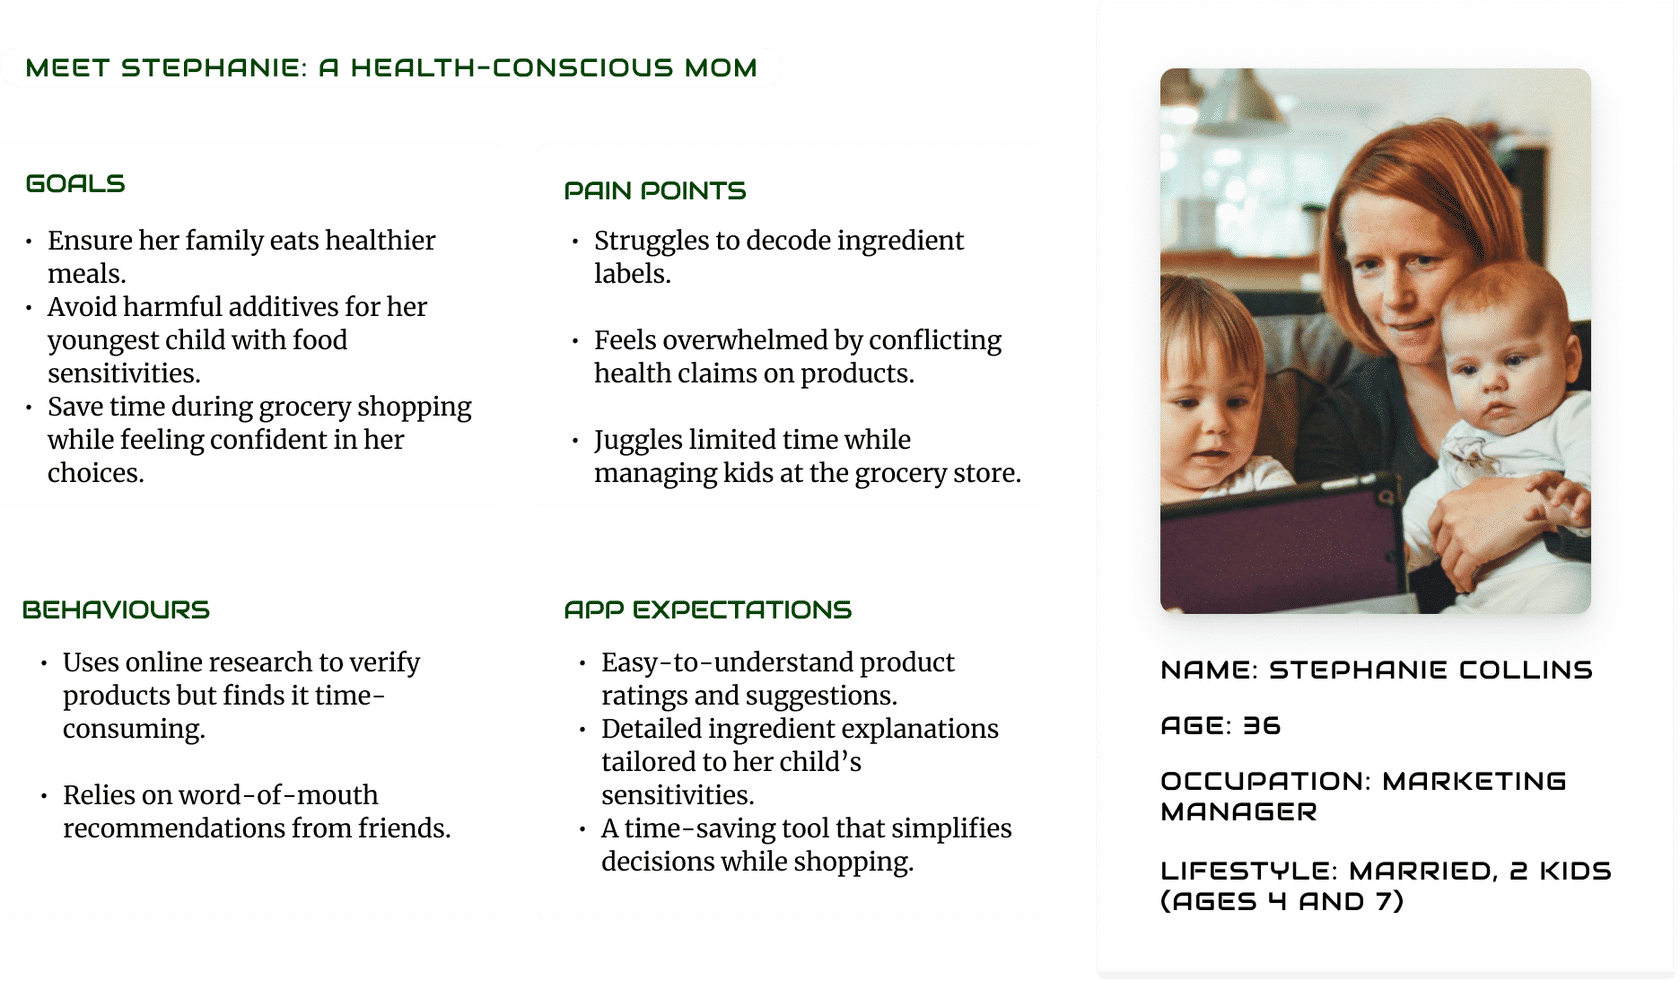 MEET STEPHANIE: A HEALTH-CONSCIOUS MOM
GOALS
• Ensure her family eats healthier
meals.
• Avoid harmful additives for her
youngest child with food
sensitivities.
• Save time during grocery shopping
while feeling confident in her
choices.
PAIN POINTS
• Struggles to decode ingredient
labels.
• Feels overwhelmed by conflicting
health claims on products.
• Juggles limited time while
managing kids at the grocery store.
BEHAVIOURS
• Uses online research to verify
products but finds it time-
consuming.
• Relies on word-of-mouth
recommendations from friends.
APP EXPECTATIONS
• Easy-to-understand product
ratings and suggestions.
• Detailed ingredient explanations
tailored to her child’s
sensitivities.
• A time-saving tool that simplifies
decisions while shopping.
NAME: STEPHANIE COLLINS
AGE: 36
OCCUPATION: MARKETING
MANAGER
LIFESTYLE: MARRIED, 2 KIDS
(AGES 4 AND 7)